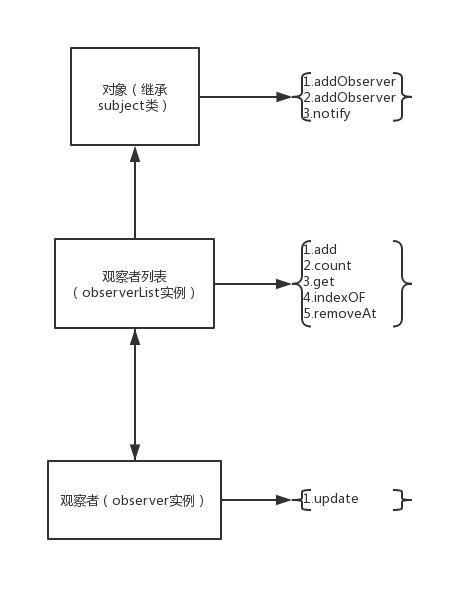 对象（继承
subject类）
1.addObserver
2.addObserver
3.notify
观察者列表
（observerList实例）
1.add
2.count
3.get
4.indexOF
5.removeAt
观察者（observer实例）
1.update